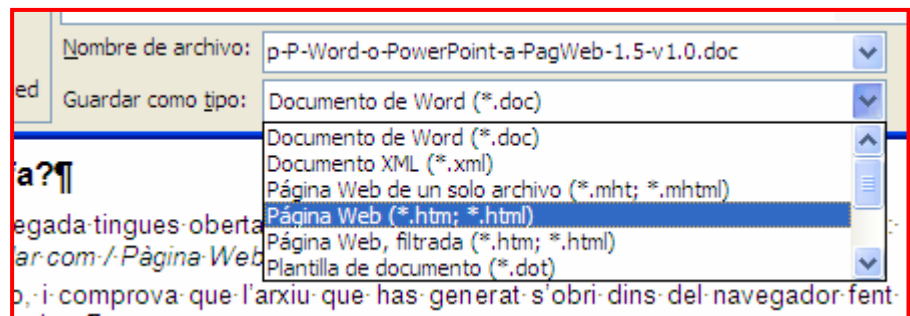 Nombre de archivo: p-P-Word-o-PowerPoint-a-PagWeb-1.5-v1.0.doc
ed Guardar como tipo: Documento de Word (*.doc)
Documento de Word (*.doc)
Documento XML (*.xml)
Página Web de un solo archivo (*.mht; *.mhtml)
Página Web (*.htm; *.html)
Página Web, filtrada (*.htm; *.html)
Plantilla de documento (*.dot)
a?¶
egada·tingues·oberta
ar·com·/·Pàgina·Web
o,·i·comprova·que·l'arxiu·que·has·generat·s'obri·dins·del·navegador·fent·